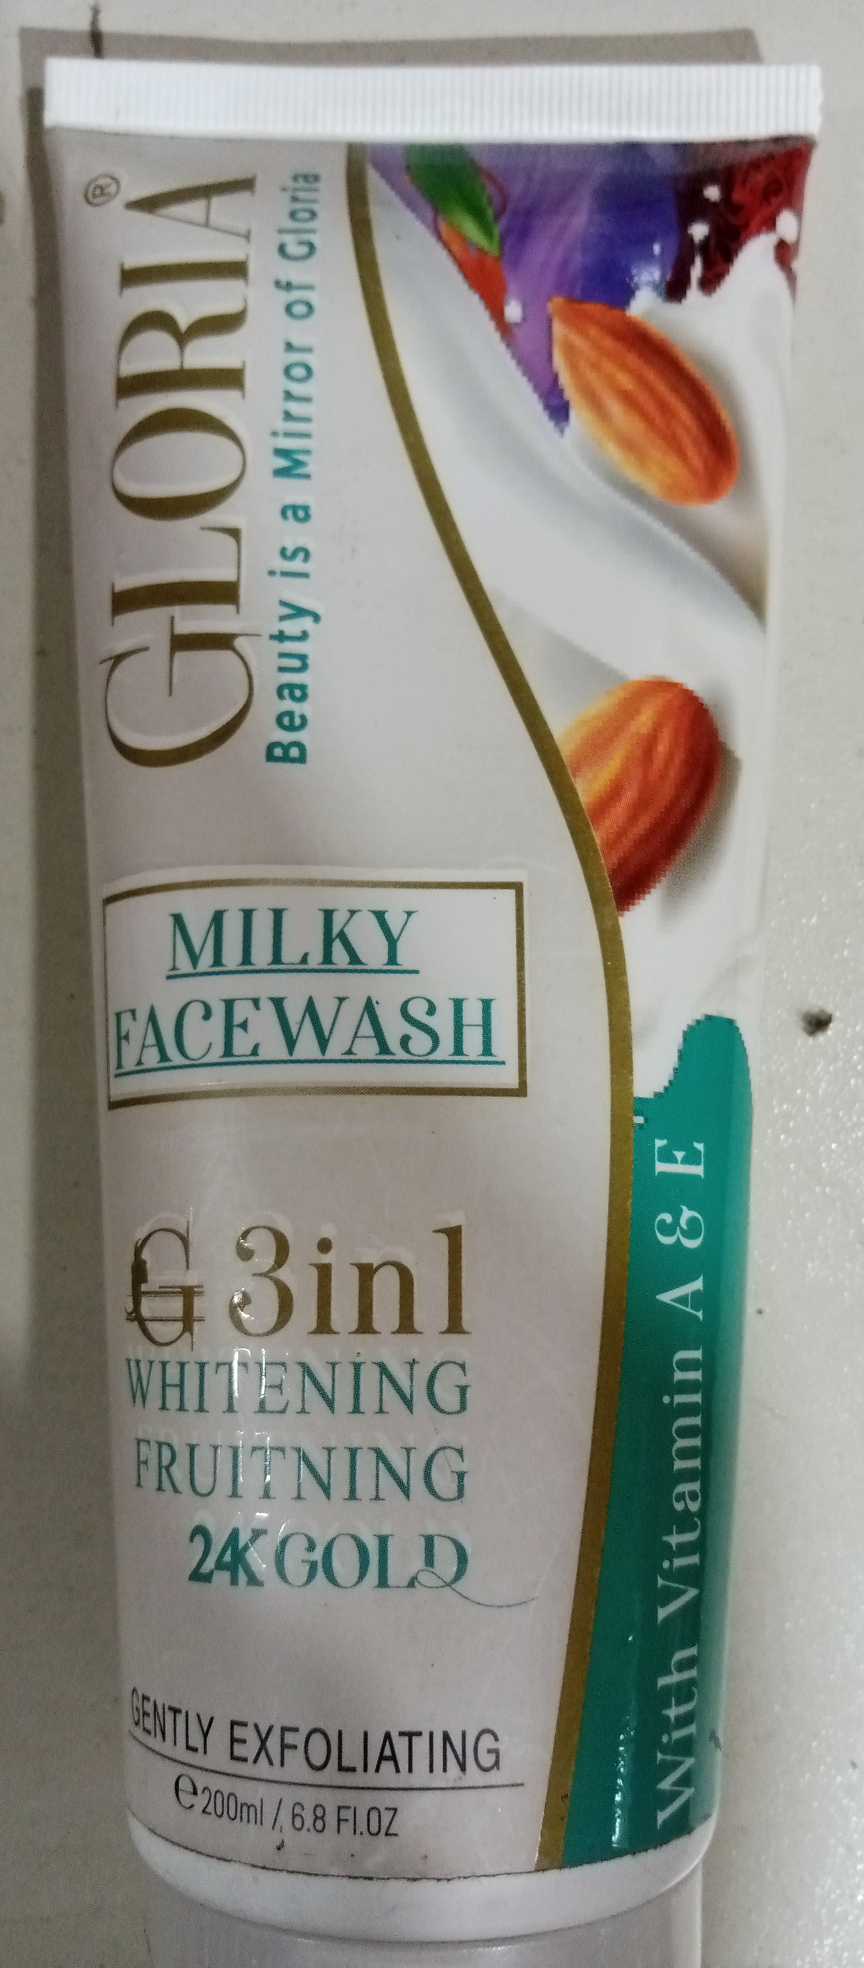 GLORIA®
Beauty is a Mirror of Gloria
MILKY
FACEWASH
G 3in1
WHITENING
FRUITNING
24K GOLD
GENTLY EXFOLIATING
℮200ml / 6.8 Fl.OZ
With Vitamin A & E